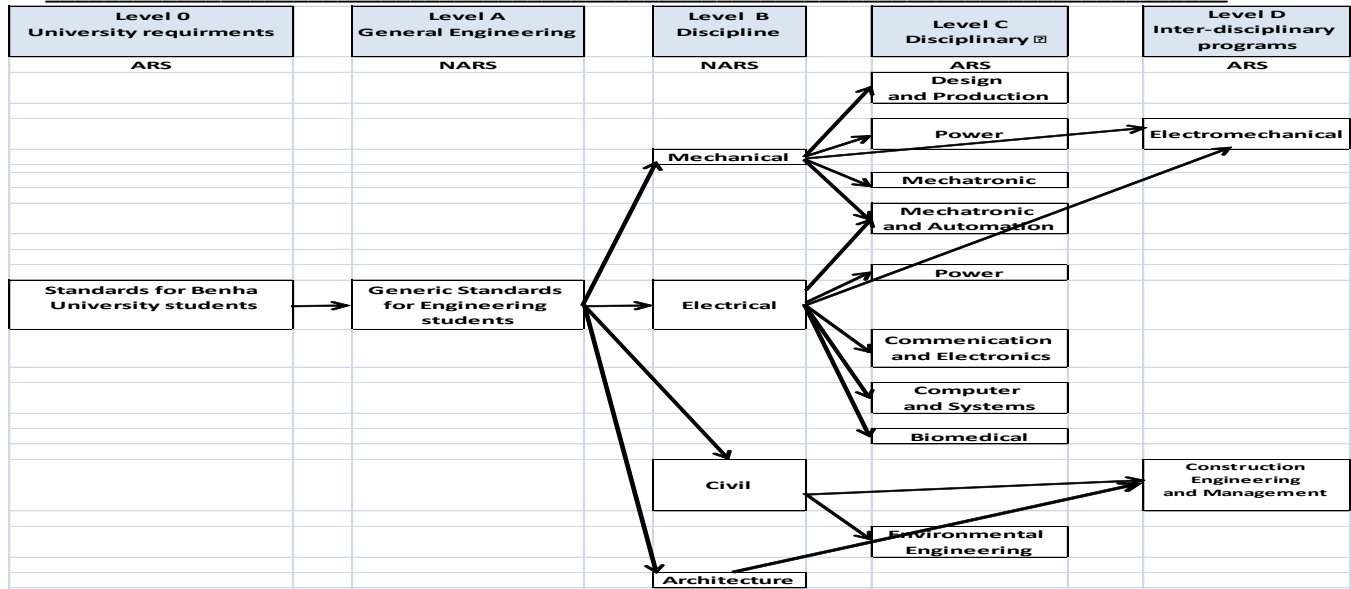 Level 0
University requirments
Level A
General Engineering
Level B
Discipline
Level C
Disciplinary
Level D
Inter-disciplinary
programs
ARS
NARS
NARS
ARS
ARS
Design
and Production
Power
Electromechanical
Mechanical
Mechatronic
Mechatronic
and Automation
Power
Standards for Benha
University students
Generic Standards
for Engineering
students
Electrical
Commenication
and Electronics
Computer
and Systems
Biomedical
Civil
Construction
Engineering
and Management
Environmental
Engineering
Architecture